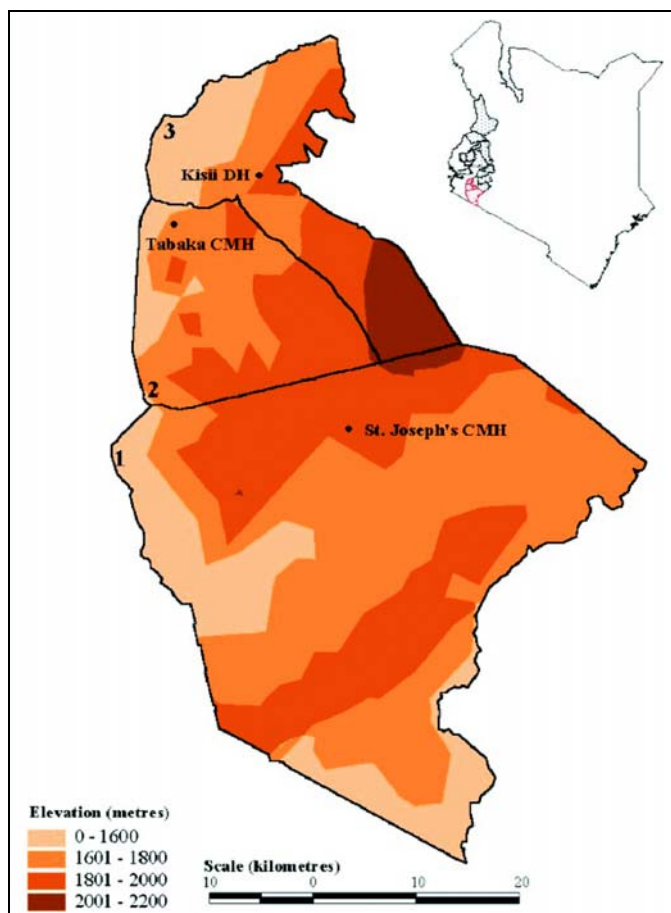 3
Kisii DH
Tabaka CMH
2
1
St. Joseph's CMH
Elevation (metres)
0 - 1600
1601 - 1800
1801 - 2000
2001 - 2200
Scale (kilometres)
10 0 10 20